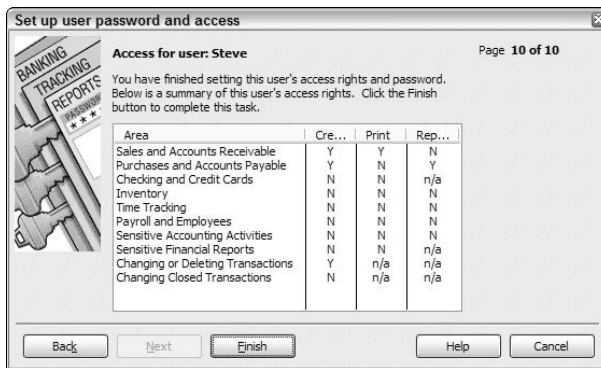 Set up user password and access
BANKING
TRACKING
REPORTS
PASSWORD
****
Access for user: Steve
Page 10 of 10
You have finished setting this user's access rights and password.
Below is a summary of this user's access rights. Click the Finish
button to complete this task.
Area Cre... Print Rep...
Sales and Accounts Receivable Y Y N
Purchases and Accounts Payable Y N Y
Checking and Credit Cards N N n/a
Inventory N N N
Time Tracking N N N
Payroll and Employees N N N
Sensitive Accounting Activities N N N
Sensitive Financial Reports N N n/a
Changing or Deleting Transactions Y n/a n/a
Changing Closed Transactions N n/a n/a
Back Next Finish Help Cancel